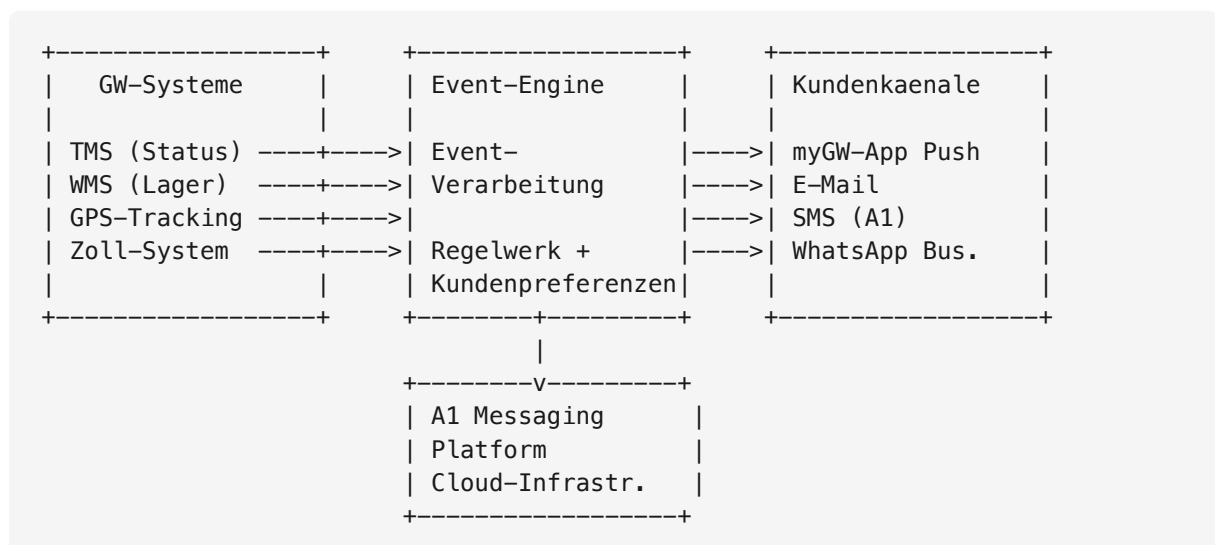 +------------------+     +------------------+     +------------------+
|   GW-Systeme     |     | Event-Engine     |     | Kundenkaenale    |
|                  |     |                  |     |                  |
| TMS (Status) ----+---->| Event-           |---->| myGW-App Push    |
| WMS (Lager)  ----+---->| Verarbeitung     |---->| E-Mail           |
| GPS-Tracking ----+---->|                  |---->| SMS (A1)         |
| Zoll-System  ----+---->| Regelwerk +      |---->| WhatsApp Bus.    |
|                  |     | Kundenpreferenzen|     |                  |
+------------------+     +--------+---------+     +------------------+
                                  |
                         +--------v---------+
                         | A1 Messaging      |
                         | Platform          |
                         | Cloud-Infrastr.   |
                         +------------------+